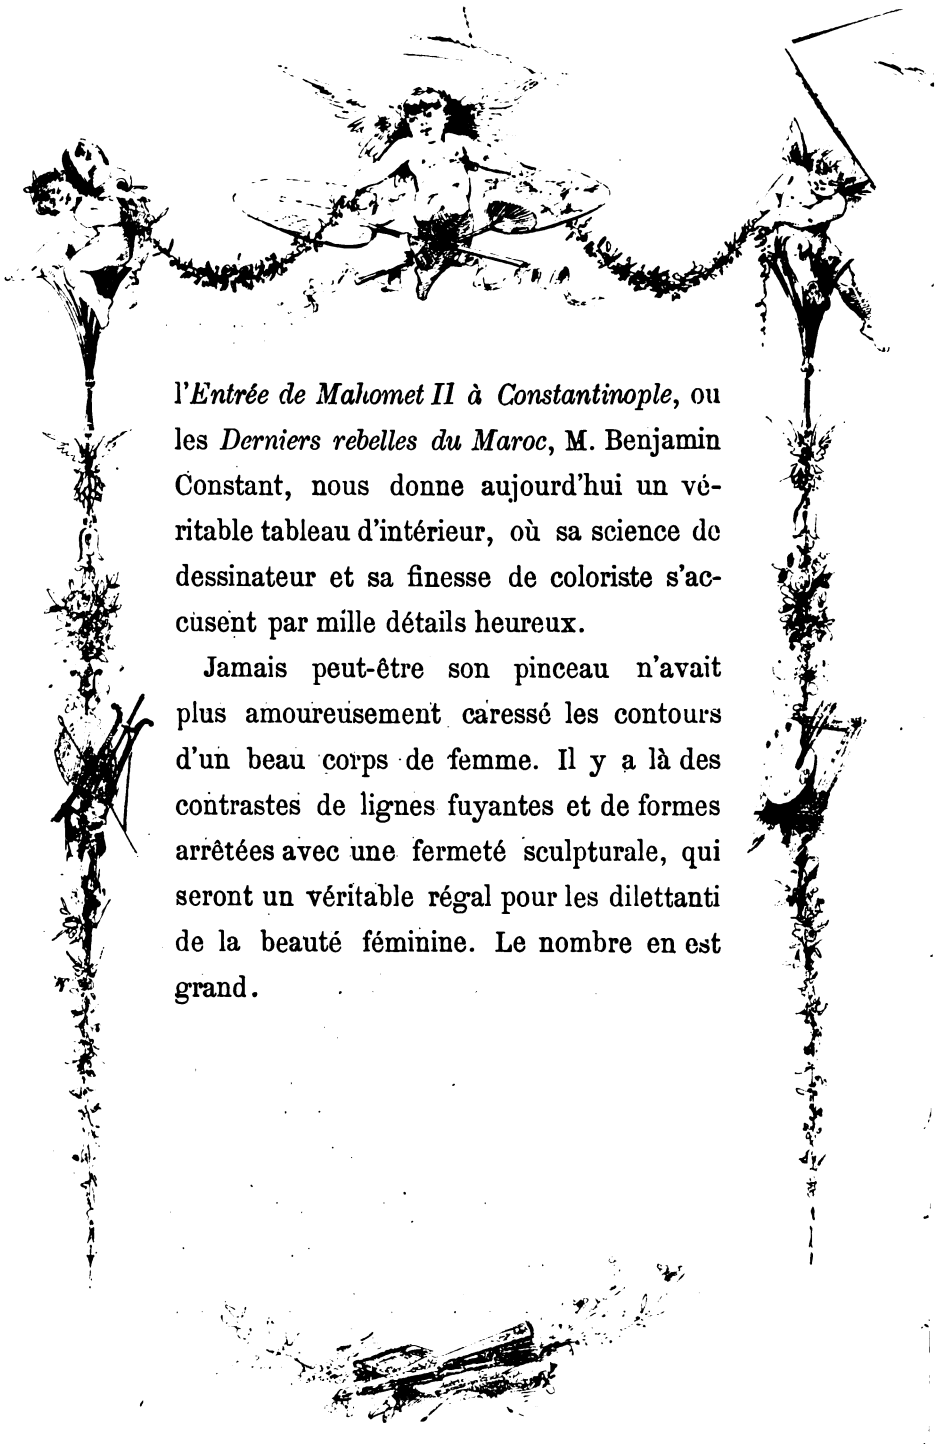 l'Entrée de Mahomet II à Constantinople, ou
les Derniers rebelles du Maroc, M. Benjamin
Constant, nous donne aujourd'hui un vé-
ritable tableau d'intérieur, où sa science de
dessinateur et sa finesse de coloriste s'ac-
cusent par mille détails heureux.
Jamais peut-être son pinceau n'avait
plus amoureusement caressé les contours
d'un beau corps de femme. Il y a là des
contrastes de lignes fuyantes et de formes
arrêtées avec une fermeté sculpturale, qui
seront un véritable régal pour les dilettanti
de la beauté féminine. Le nombre en est
grand.